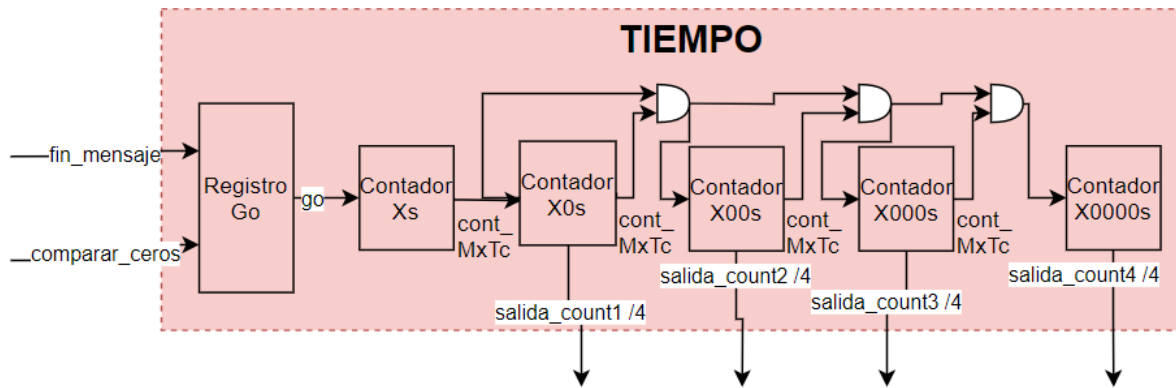 TIEMPO
fin_mensaje
comparar_ceros
Registro
Go
go
Contador
Xs
cont_
MxTc
Contador
X0s
cont_
MxTc
Contador
X00s
cont_
MxTc
Contador
X000s
cont_
MxTc
Contador
X0000s
salida_count1 /4
salida_count2 /4
salida_count3 /4
salida_count4 /4